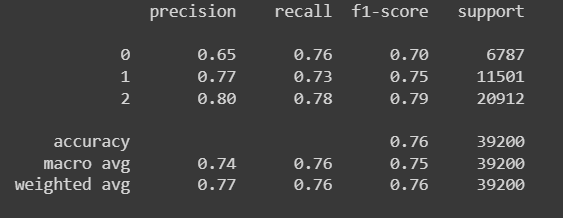 precision recall f1-score support
0 0.65 0.76 0.70 6787
1 0.77 0.73 0.75 11501
2 0.80 0.78 0.79 20912
accuracy 0.76 39200
macro avg 0.74 0.76 0.75 39200
weighted avg 0.77 0.76 0.76 39200